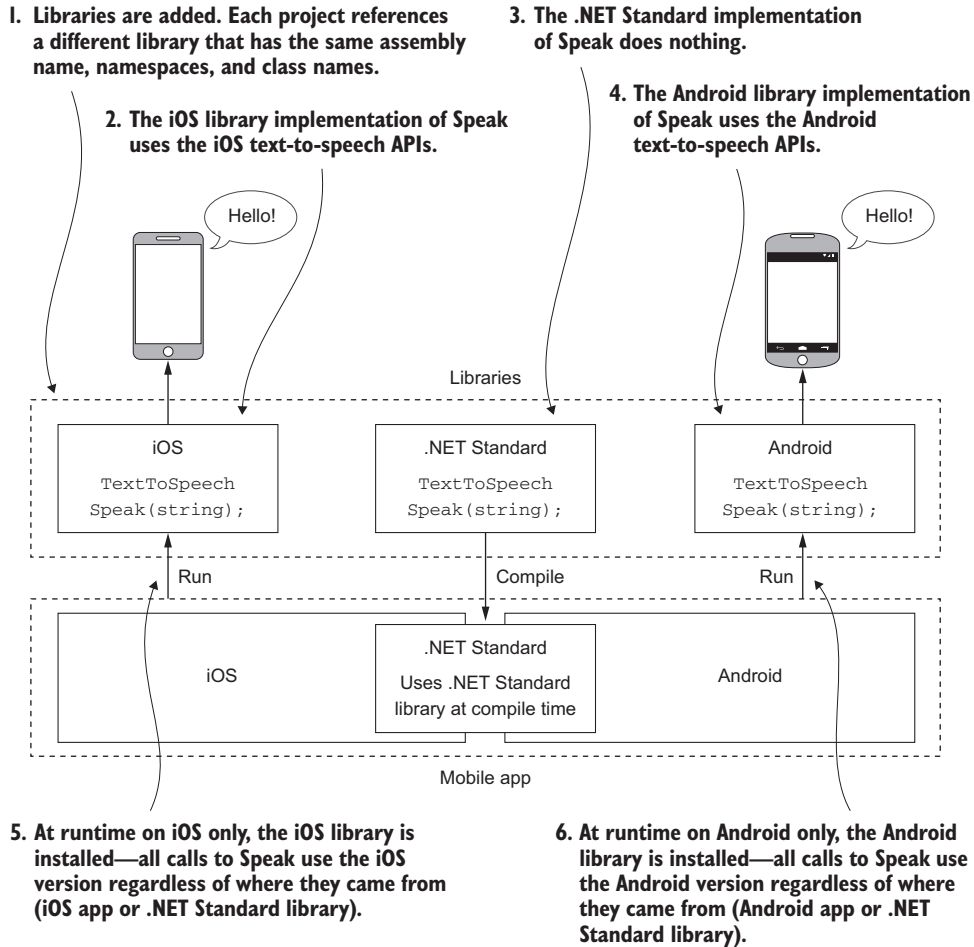 1. Libraries are added. Each project references
a different library that has the same assembly
name, namespaces, and class names.
3. The .NET Standard implementation
of Speak does nothing.
2. The iOS library implementation of Speak
uses the iOS text-to-speech APIs.
4. The Android library implementation
of Speak uses the Android
text-to-speech APIs.
Hello!
Hello!
Libraries
iOS
TextToSpeech
Speak(string);
.NET Standard
TextToSpeech
Speak(string);
Android
TextToSpeech
Speak(string);
Run
Compile
Run
iOS
.NET Standard
Uses .NET Standard
library at compile time
Android
Mobile app
5. At runtime on iOS only, the iOS library is
installed—all calls to Speak use the iOS
version regardless of where they came from
(iOS app or .NET Standard library).
6. At runtime on Android only, the Android
library is installed—all calls to Speak use
the Android version regardless of where
they came from (Android app or .NET
Standard library).